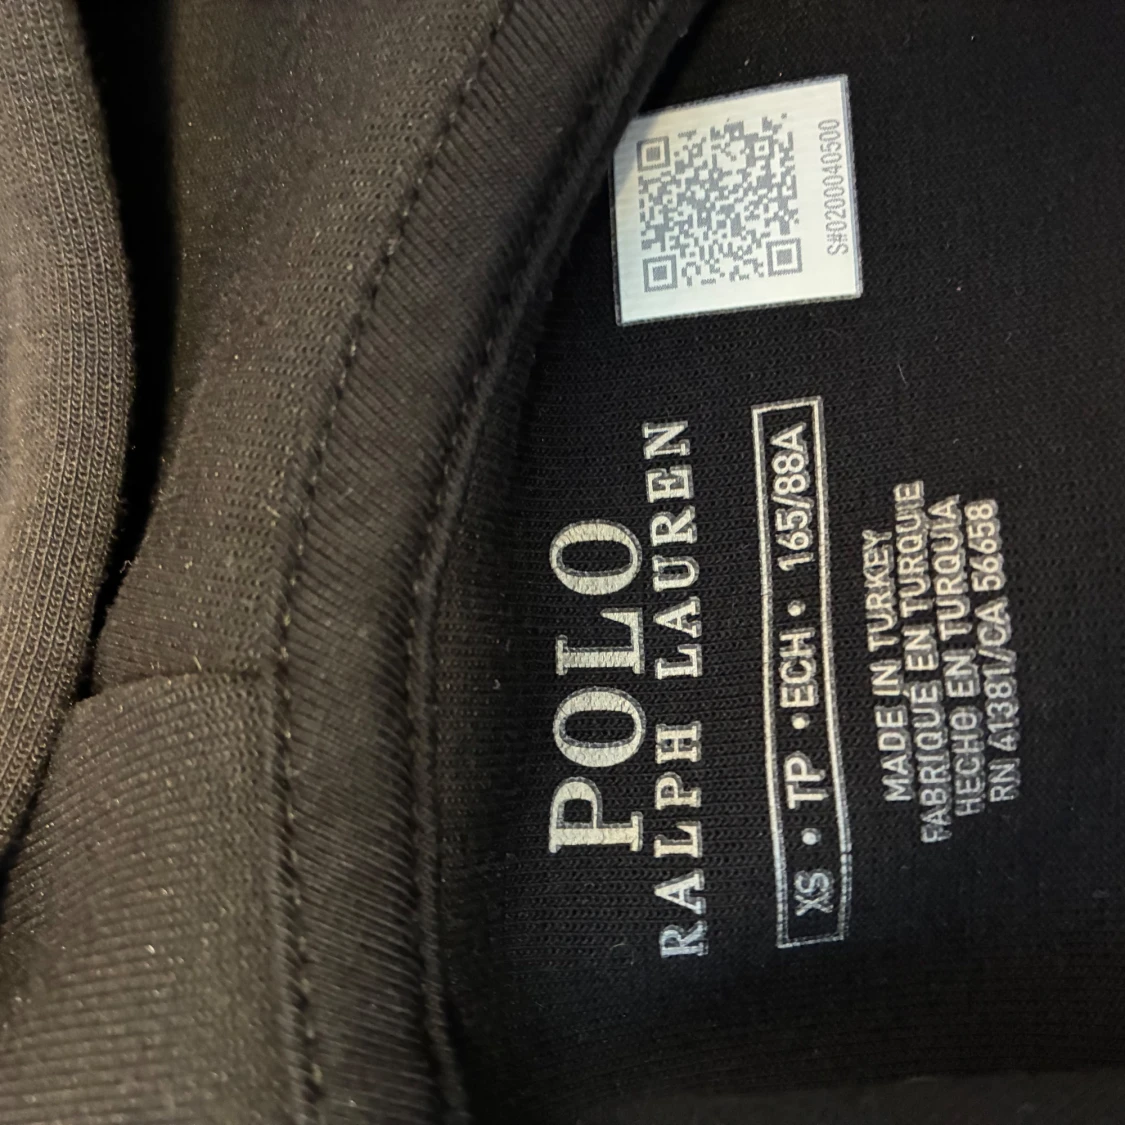 POLO
RALPH LAUREN
XS • TP • ECH • 165/88A
MADE IN TURKEY
FABRIQUÉ EN TURQUIE
HECHO EN TURQUIA
RN 41381/CA 56658
S#0200040500